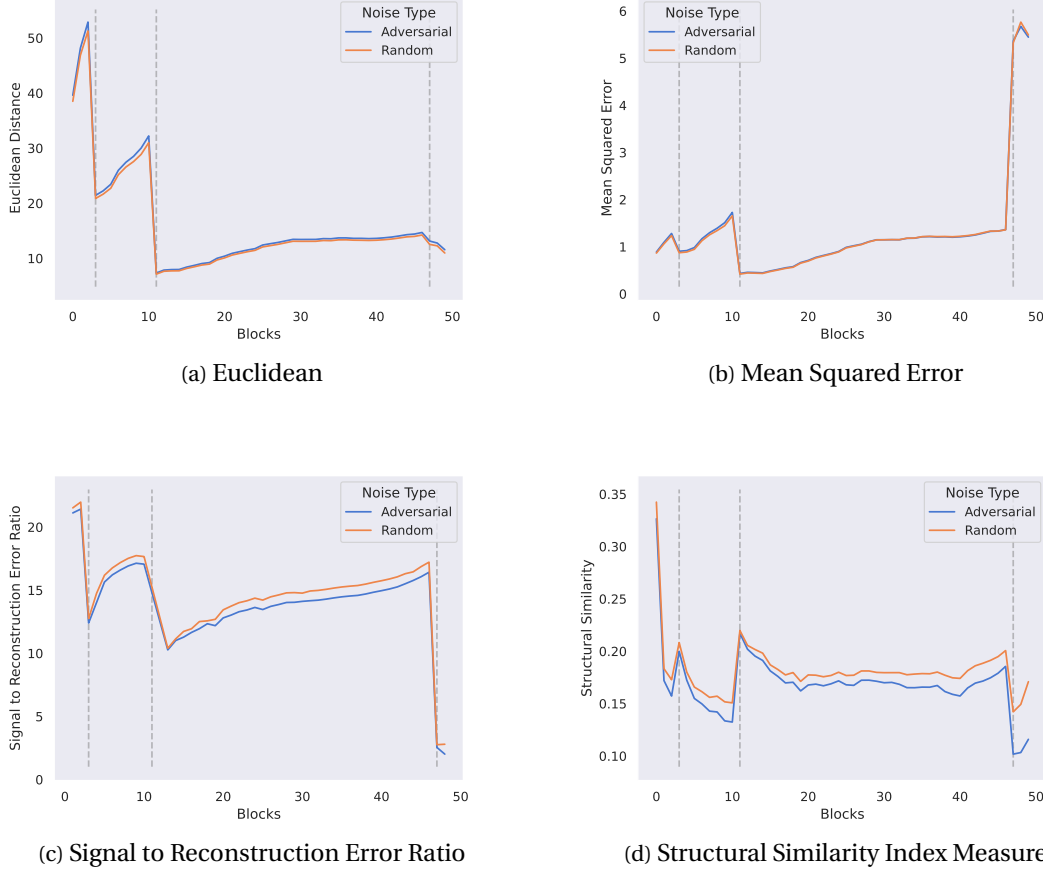 Noise Type
Adversarial
Random
Euclidean Distance
50
40
30
20
10
0 10 20 30 40 50
Blocks
(a) Euclidean
Noise Type
Adversarial
Random
Mean Squared Error
6
5
4
3
2
1
0
0 10 20 30 40 50
Blocks
(b) Mean Squared Error
Noise Type
Adversarial
Random
Signal to Reconstruction Error Ratio
20
15
10
5
0
0 10 20 30 40 50
Blocks
(c) Signal to Reconstruction Error Ratio
Noise Type
Adversarial
Random
Structural Similarity
0.35
0.30
0.25
0.20
0.15
0.10
0 10 20 30 40 50
Blocks
(d) Structural Similarity Index Measure